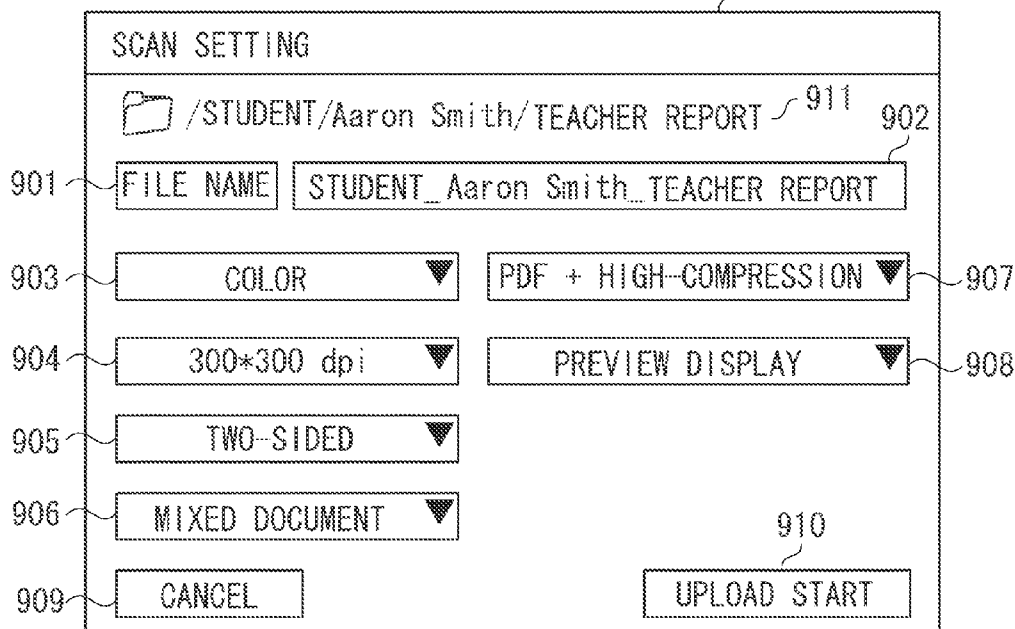 SCAN SETTING
/STUDENT/Aaron Smith/TEACHER REPORT 911
902
901 FILE NAME STUDENT_Aaron Smith_TEACHER REPORT
903 COLOR PDF + HIGH-COMPRESSION 907
904 300*300 dpi PREVIEW DISPLAY 908
905 TWO-SIDED
906 MIXED DOCUMENT
910
909 CANCEL UPLOAD START